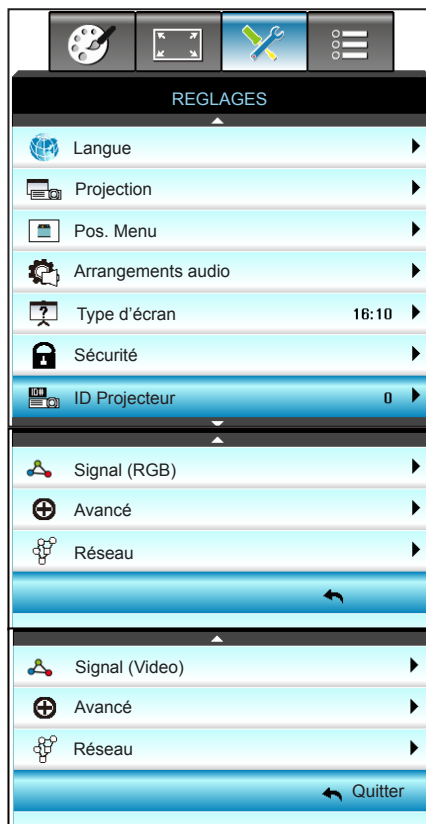 REGLAGES
Langue
Projection
Pos. Menu
Arrangements audio
Type d'écran 16:10
Sécurité
ID Projecteur 0
Signal (RGB)
Avancé
Réseau
Signal (Video)
Avancé
Réseau
Quitter